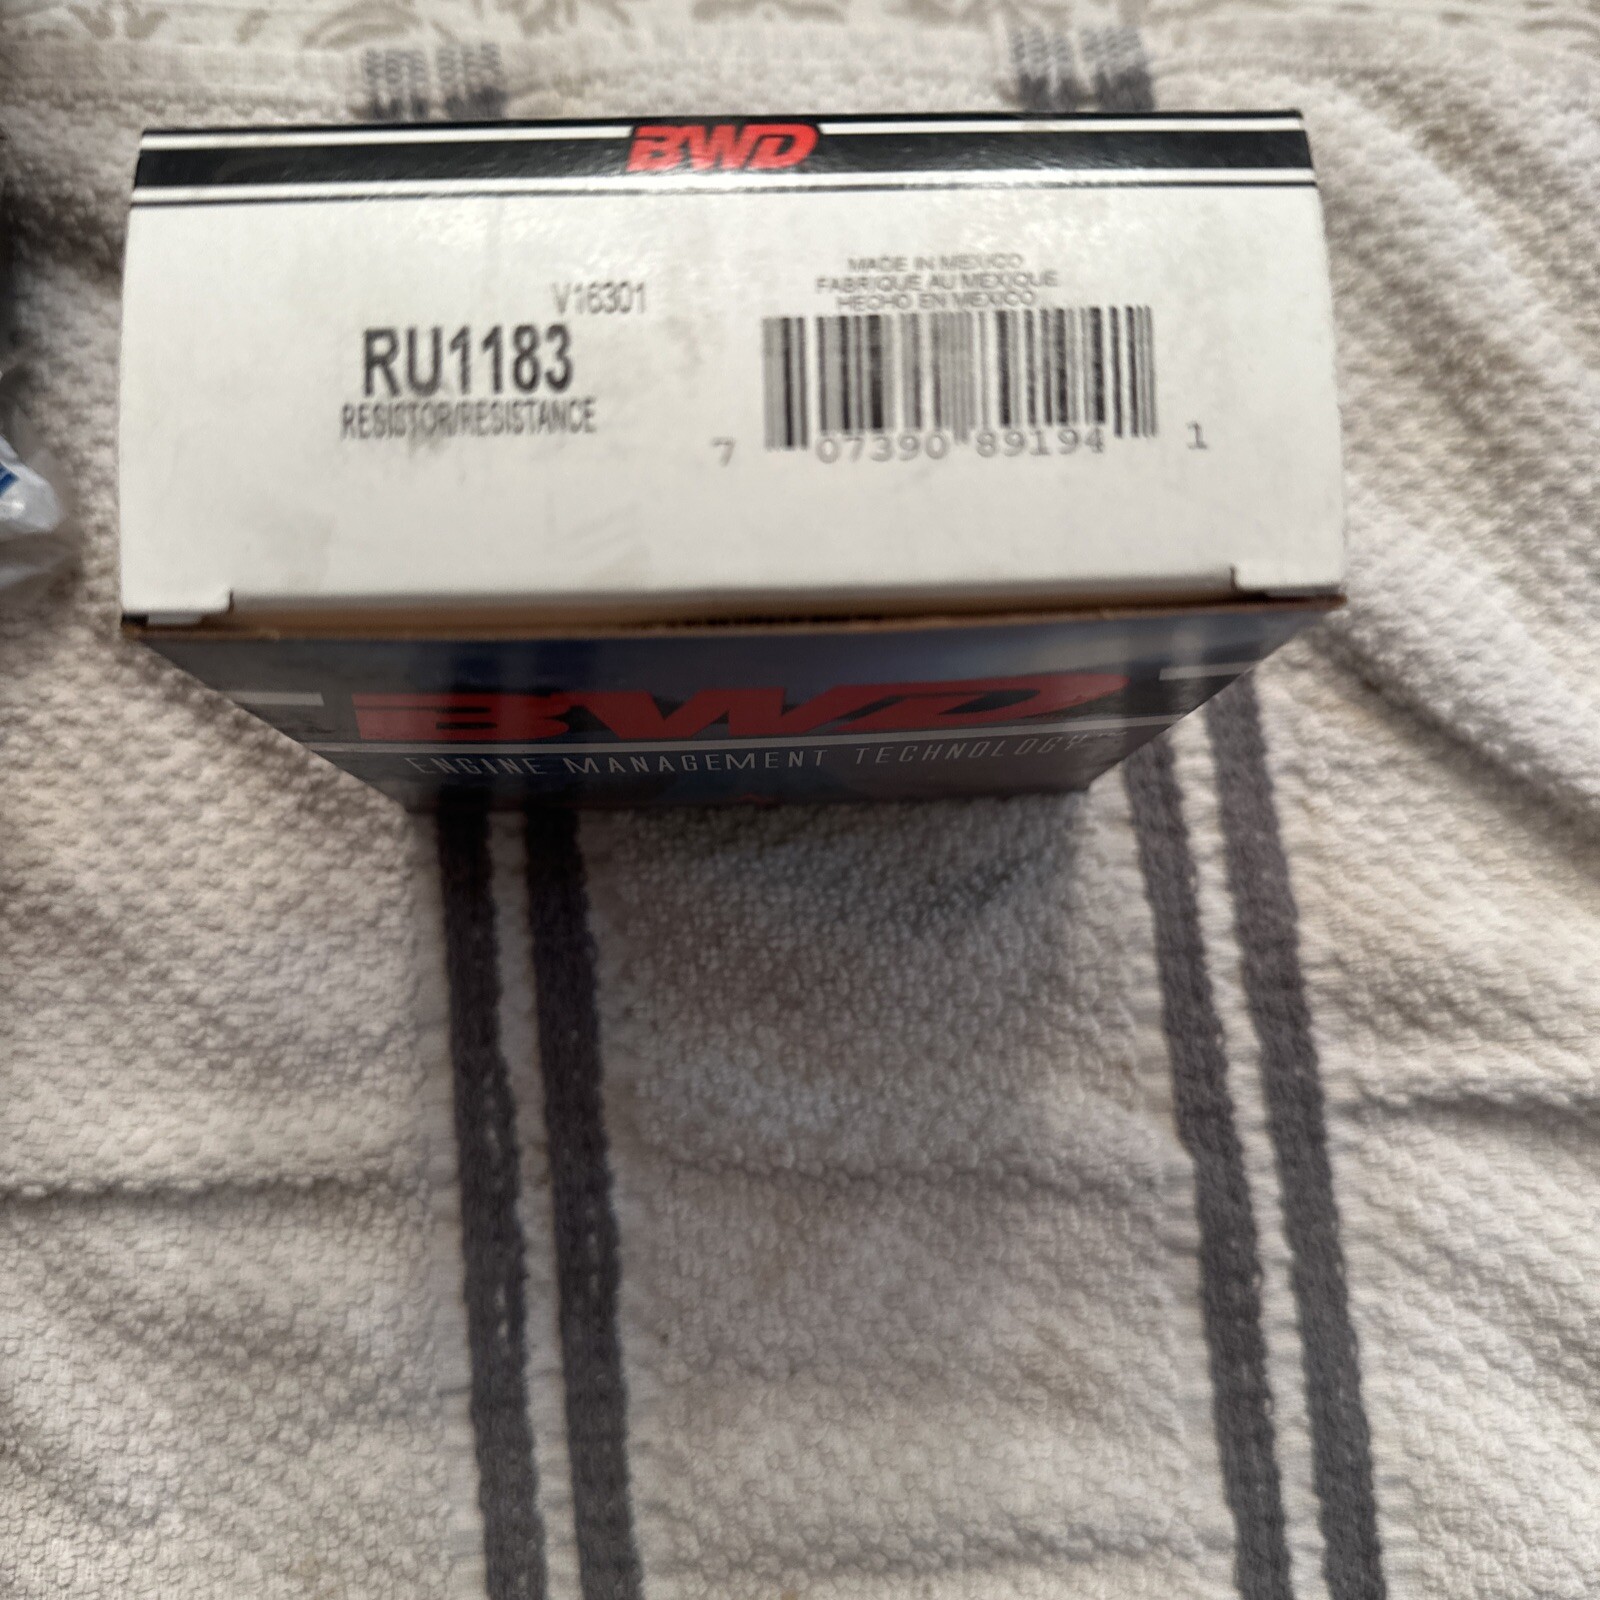 BWD
V16301
RU1183
RESISTOR/RESISTANCE
MADE IN MEXICO
FABRIQUE AU MEXIQUE
HECHO EN MEXICO
7 07390 89194 1
BWD
ENGINE MANAGEMENT TECHNOLOGY